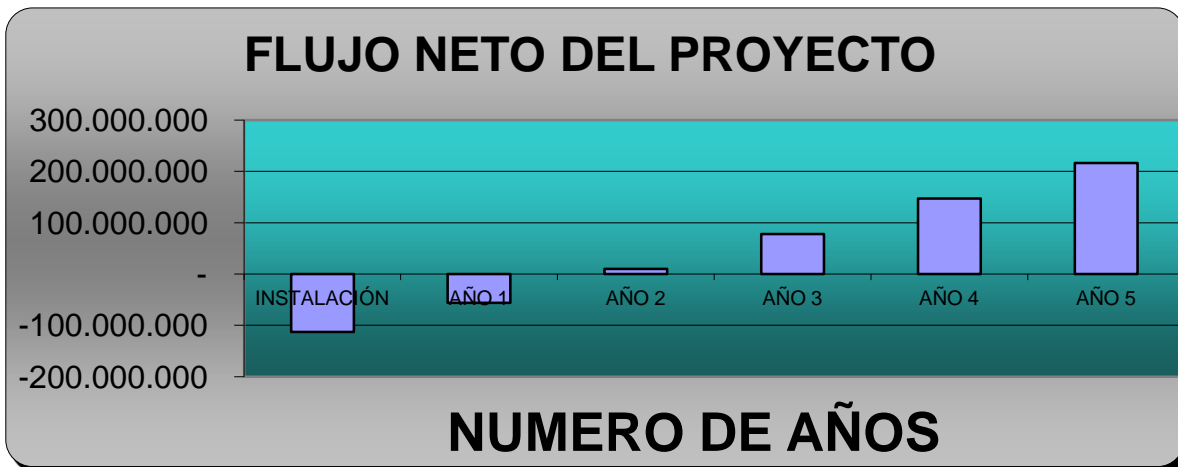 FLUJO NETO DEL PROYECTO
300.000.000
200.000.000
100.000.000
-
-100.000.000
-200.000.000
INSTALACIÓN AÑO 1 AÑO 2 AÑO 3 AÑO 4 AÑO 5
NUMERO DE AÑOS